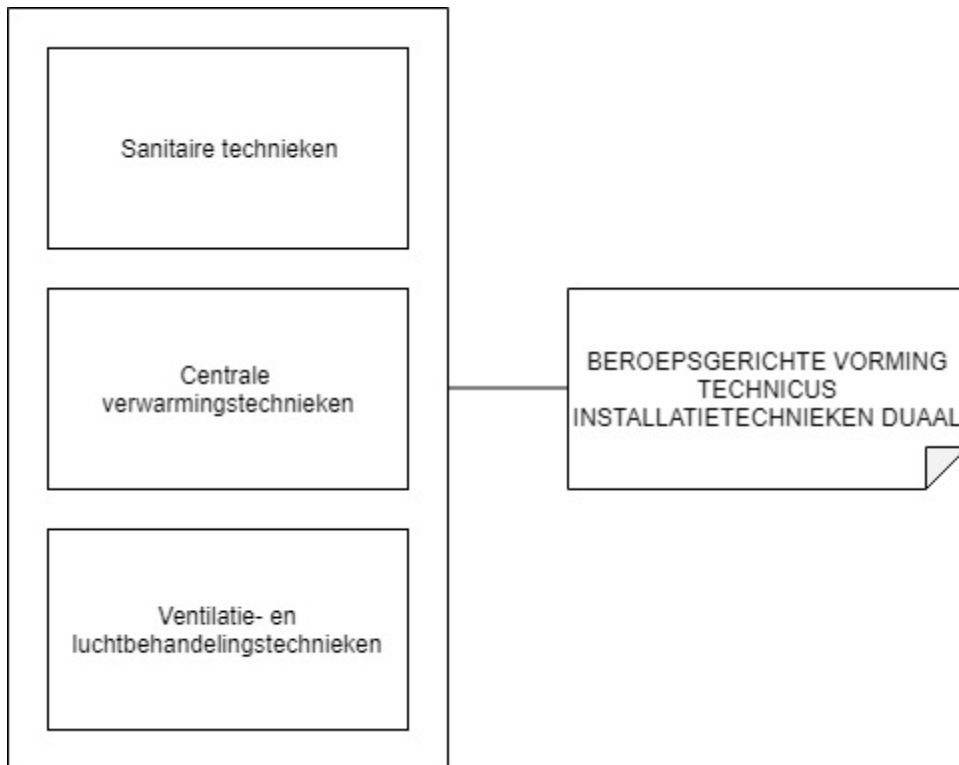 Sanitaire technieken
Centrale
verwarmingstechnieken
Ventilatie- en
luchtbehandelingstechnieken
BEROEPSGERICHTE VORMING
TECHNICUS
INSTALLATIETECHNIEKEN DUAAL